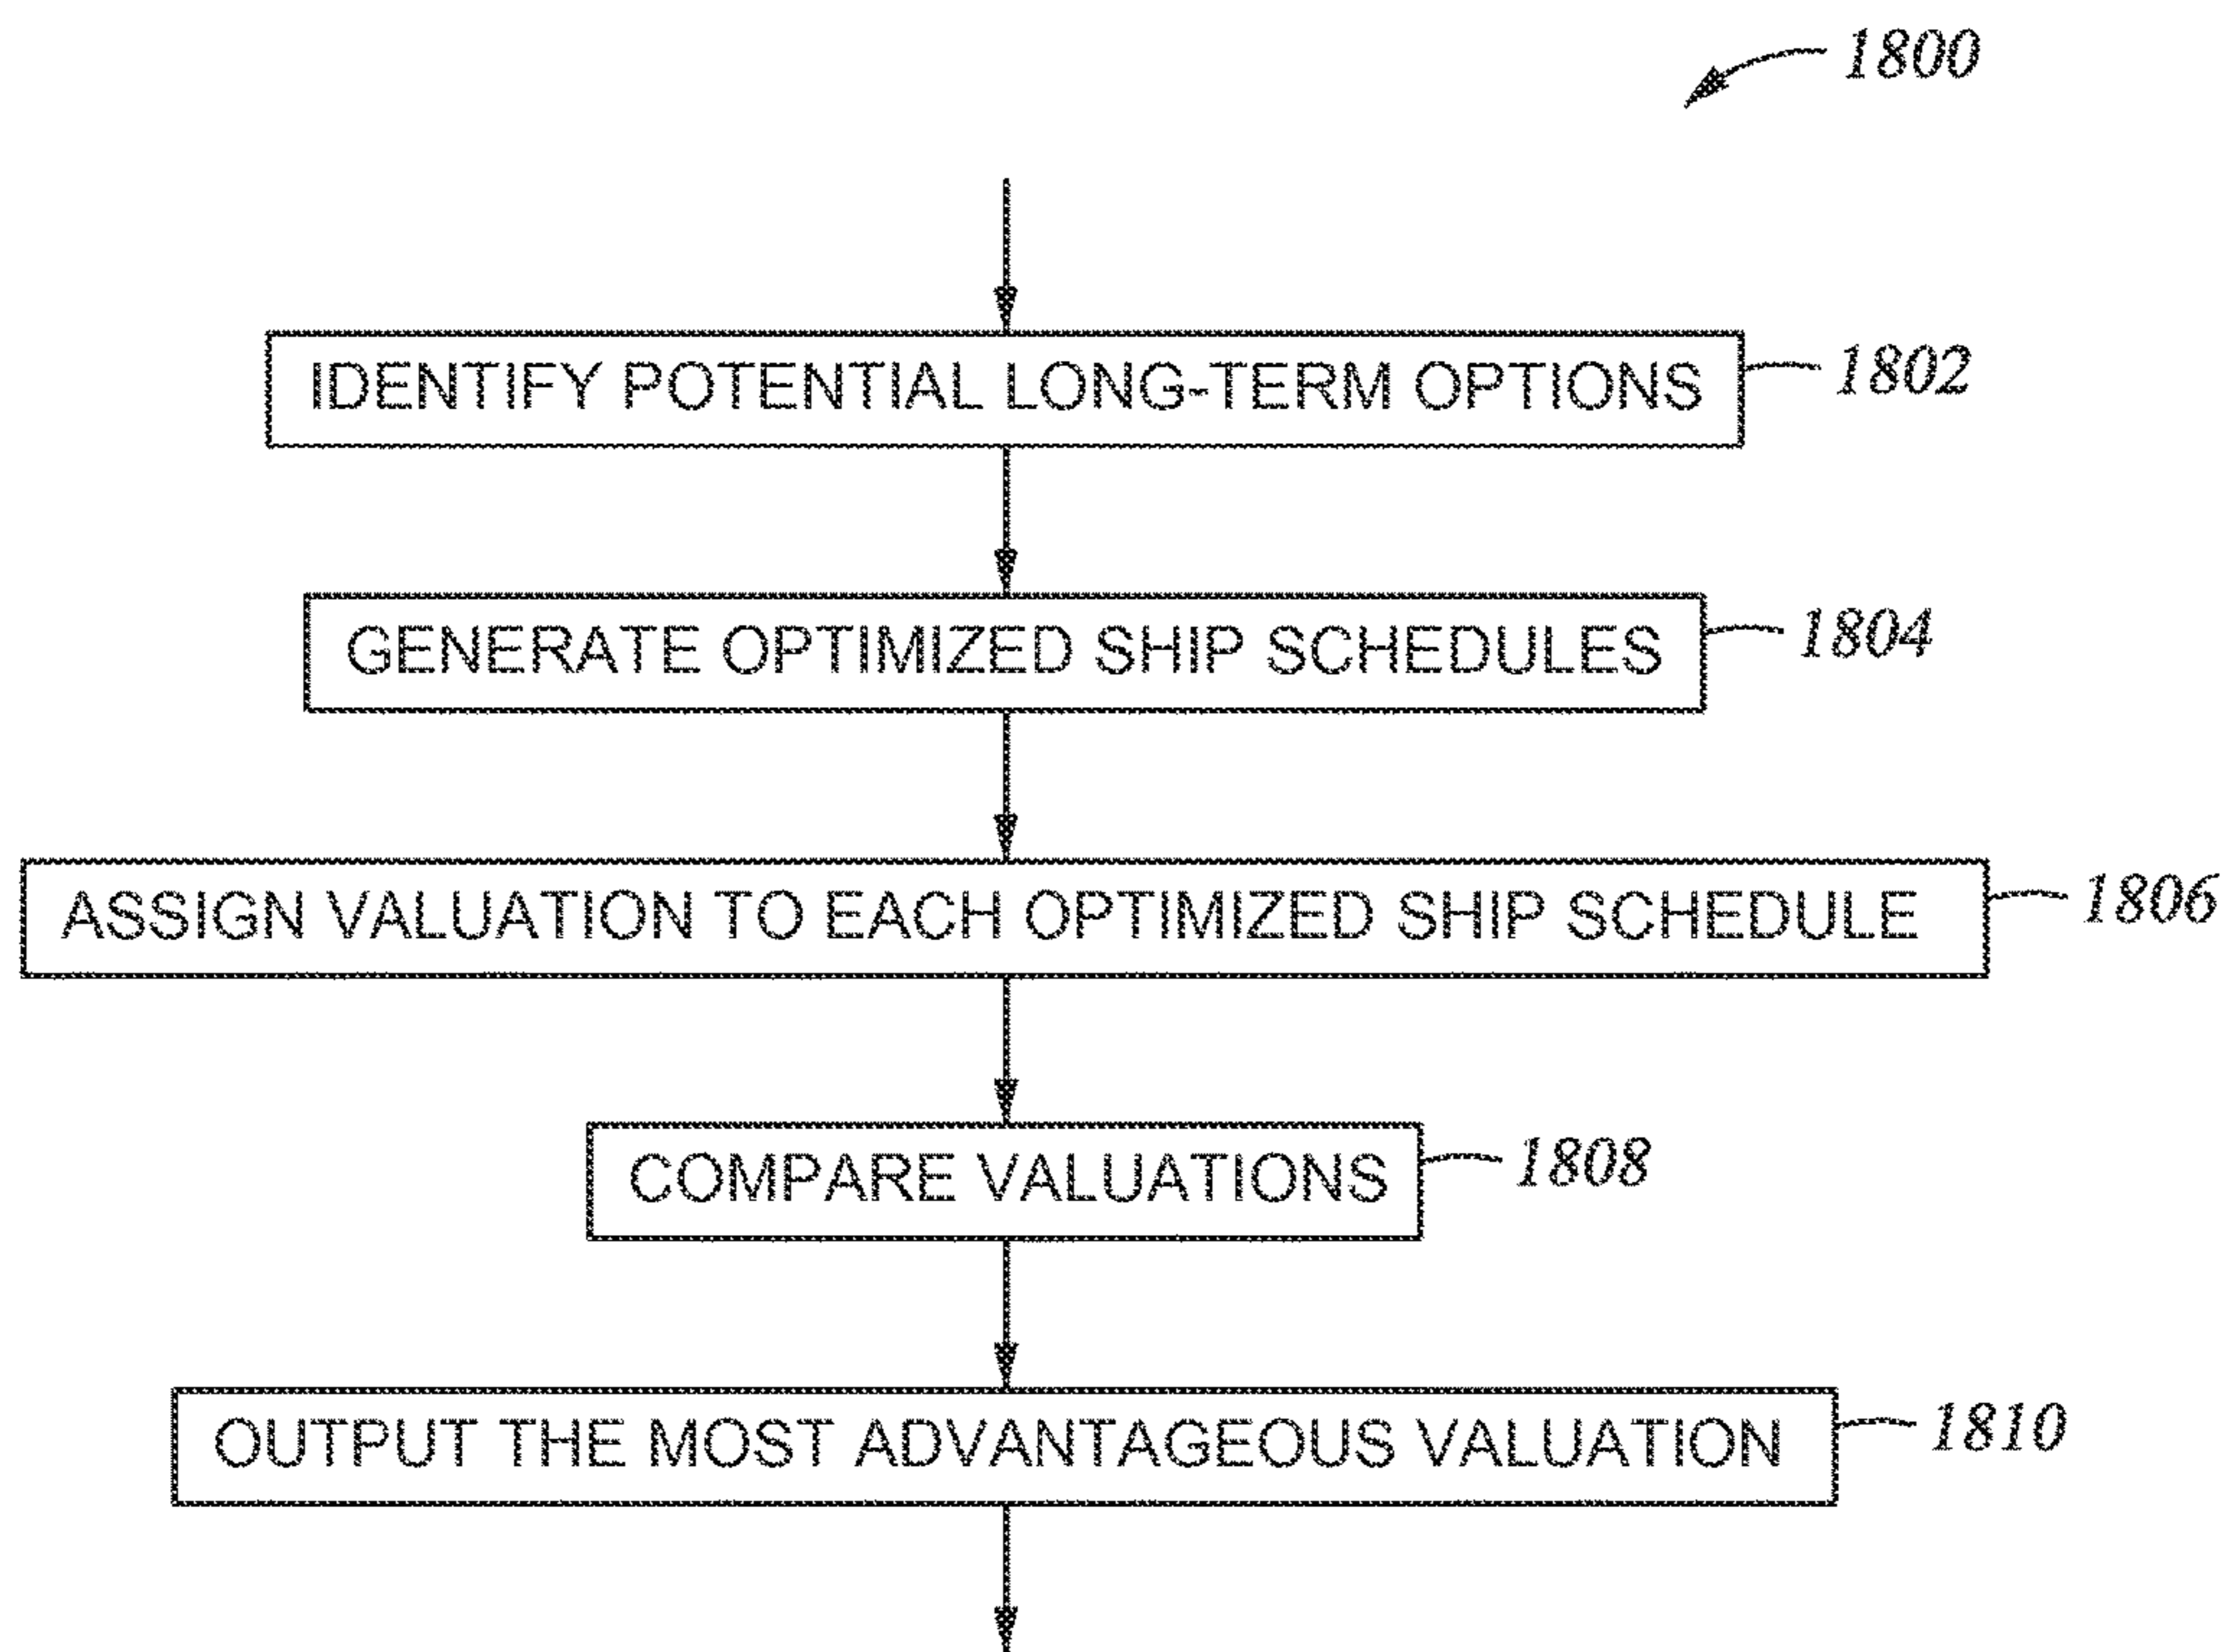 1800
IDENTIFY POTENTIAL LONG-TERM OPTIONS 1802
GENERATE OPTIMIZED SHIP SCHEDULES 1804
ASSIGN VALUATION TO EACH OPTIMIZED SHIP SCHEDULE 1806
COMPARE VALUATIONS 1808
OUTPUT THE MOST ADVANTAGEOUS VALUATION 1810